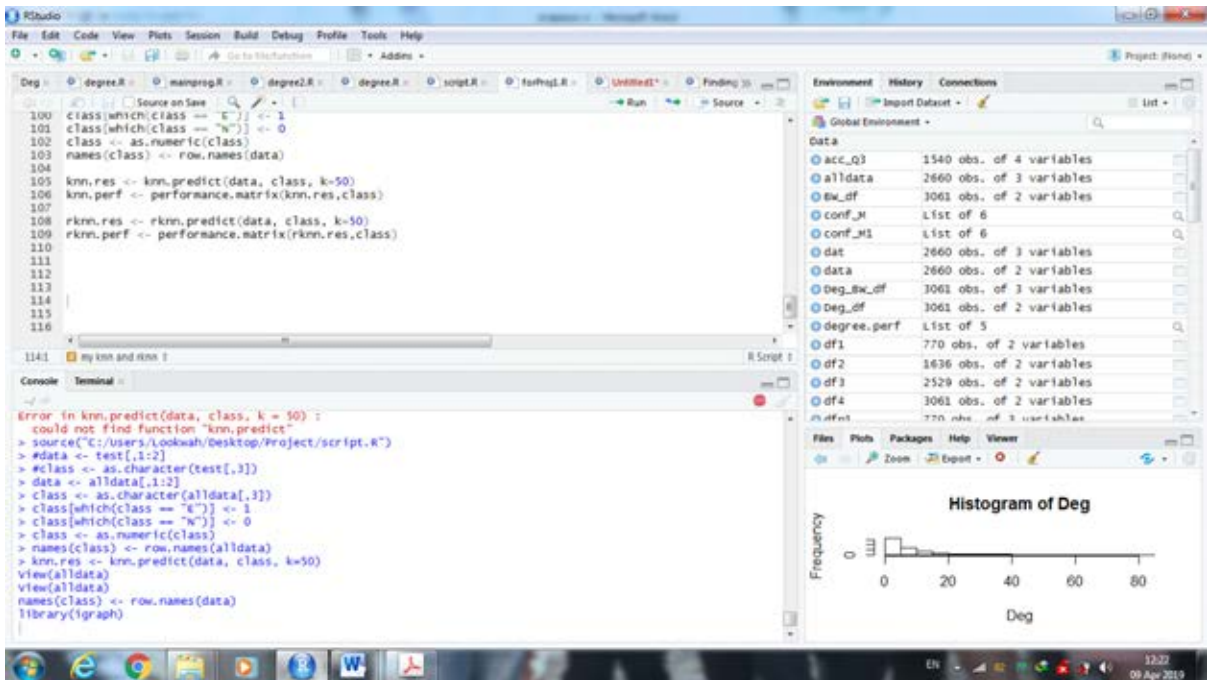 RStudio
File Edit Code View Plots Session Build Debug Profile Tools Help
Go to file/function Addins
Project: (None)
Deg degree.R mainprog.R degree2.R degree.R script.R forProg1.R Untitled1* Finding
Source on Save Run Source
100 class[which(class == "E")] <- 1
101 class[which(class == "N")] <- 0
102 class <- as.numeric(class)
103 names(class) <- row.names(data)
104
105 knn.res <- knn.predict(data, class, k=50)
106 knn.perf <- performance.matrix(knn.res,class)
107
108 rknn.res <- rknn.predict(data, class, k=50)
109 rknn.perf <- performance.matrix(rknn.res,class)
110
111
112
113
114
115
116
114:1 my knn and rknn R Script
Console Terminal
Error in knn.predict(data, class, k = 50) :
could not find function "knn.predict"
> source("C:/Users/Lookwah/Desktop/Project/script.R")
> #data <- test[,1:2]
> #class <- as.character(test[,3])
> data <- alldata[,1:2]
> class <- as.character(alldata[,3])
> class[which(class == "E")] <- 1
> class[which(class == "N")] <- 0
> class <- as.numeric(class)
> names(class) <- row.names(alldata)
> knn.res <- knn.predict(data, class, k=50)
View(alldata)
View(alldata)
names(class) <- row.names(data)
library(igraph)
Environment History Connections
Import Dataset List
Global Environment
Data
acc_Q3 1540 obs. of 4 variables
alldata 2660 obs. of 3 variables
BW_df 3061 obs. of 2 variables
conf_M List of 6
conf_M1 List of 6
dat 2660 obs. of 3 variables
data 2660 obs. of 2 variables
Deg_BW_df 3061 obs. of 3 variables
Deg_df 3061 obs. of 2 variables
degree.perf List of 5
df1 770 obs. of 2 variables
df2 1636 obs. of 2 variables
df3 2529 obs. of 2 variables
df4 3061 obs. of 2 variables
770 obs. of 3 variables
Files Plots Packages Help Viewer
Zoom Export
Histogram of Deg
Frequency
0
0 20 40 60 80
Deg
EN
12:22
09 Apr 2019